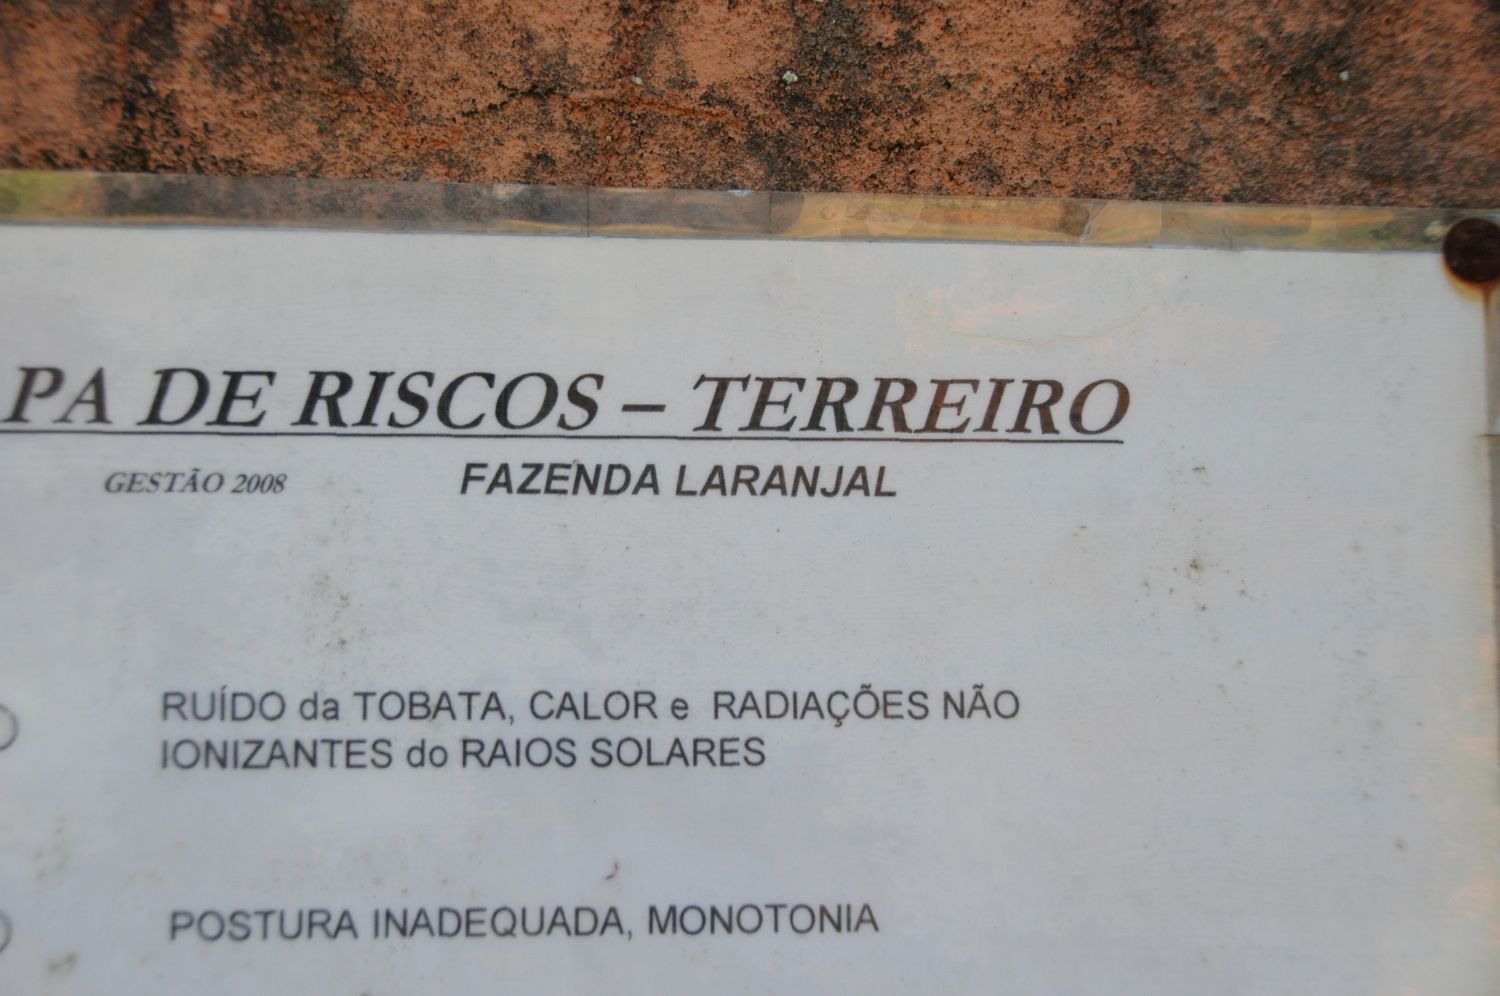 PA DE RISCOS – TERREIRO
GESTÃO 2008 FAZENDA LARANJAL
RUÍDO da TOBATA, CALOR e RADIAÇÕES NÃO
IONIZANTES do RAIOS SOLARES
POSTURA INADEQUADA, MONOTONIA